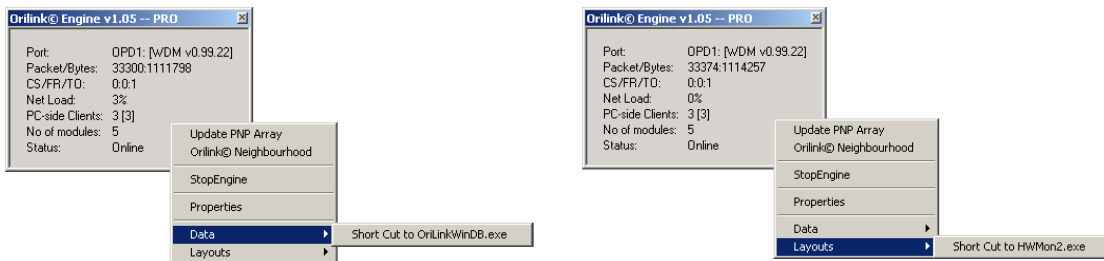 Orilink© Engine v1.05 -- PRO
Port: OPD1: [WDM v0.99.22]
Packet/Bytes: 33300:1111798
CS/FR/TO: 0:0:1
Net Load: 3%
PC-side Clients: 3 [3]
No of modules: 5
Status: Online
Update PNP Array
Orilink© Neighbourhood
StopEngine
Properties
Data
Short Cut to OriLinkWinDB.exe
Layouts
Orilink© Engine v1.05 -- PRO
Port: OPD1: [WDM v0.99.22]
Packet/Bytes: 33374:1114257
CS/FR/TO: 0:0:1
Net Load: 0%
PC-side Clients: 3 [3]
No of modules: 5
Status: Online
Update PNP Array
Orilink© Neighbourhood
StopEngine
Properties
Data
Layouts
Short Cut to HWMon2.exe